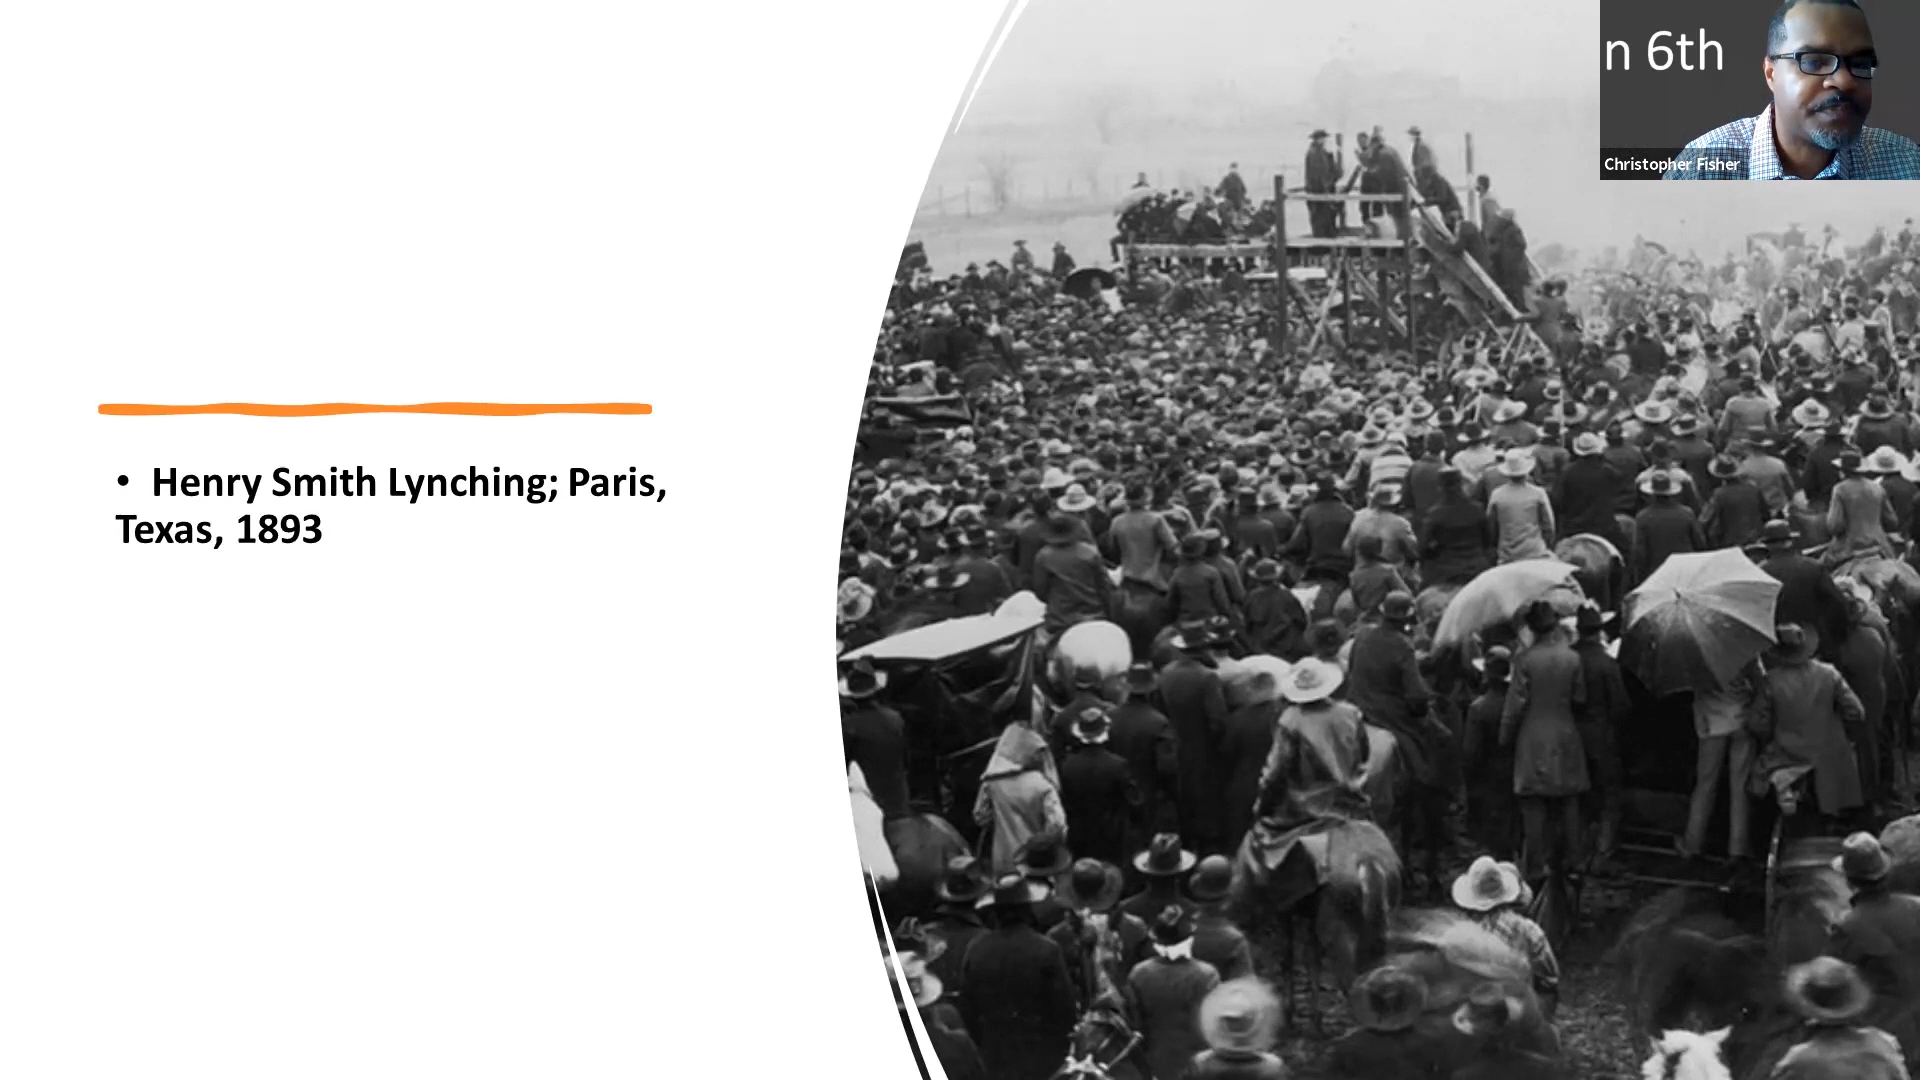 n 6th
Christopher Fisher
• Henry Smith Lynching; Paris,
Texas, 1893